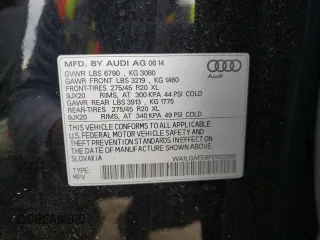 MFD. BY AUDI AG 06 14
GVWR LBS 6790 , KG 3080
GAWR FRONT LBS 3219 , KG 1460
FRONT-TIRES 275/45 R20 XL
9JX20 RIMS, AT 300 KPA 44 PSI COLD
GAWR REAR LBS 3913 , KG 1775
REAR-TIRES 275/45 R20 XL
9JX20 RIMS, AT 340 KPA 49 PSI COLD
THIS VEHICLE CONFORMS TO ALL APPLICABLE
U.S. FEDERAL MOTOR VEHICLE
SAFETY STANDARDS AND THEFT PREVENTION
STANDARD IN EFFECT ON THE DATE OF
MANUFACTURE SHOWN ABOVE.
SLOVAKIA
TYPE:
MPV
Audi